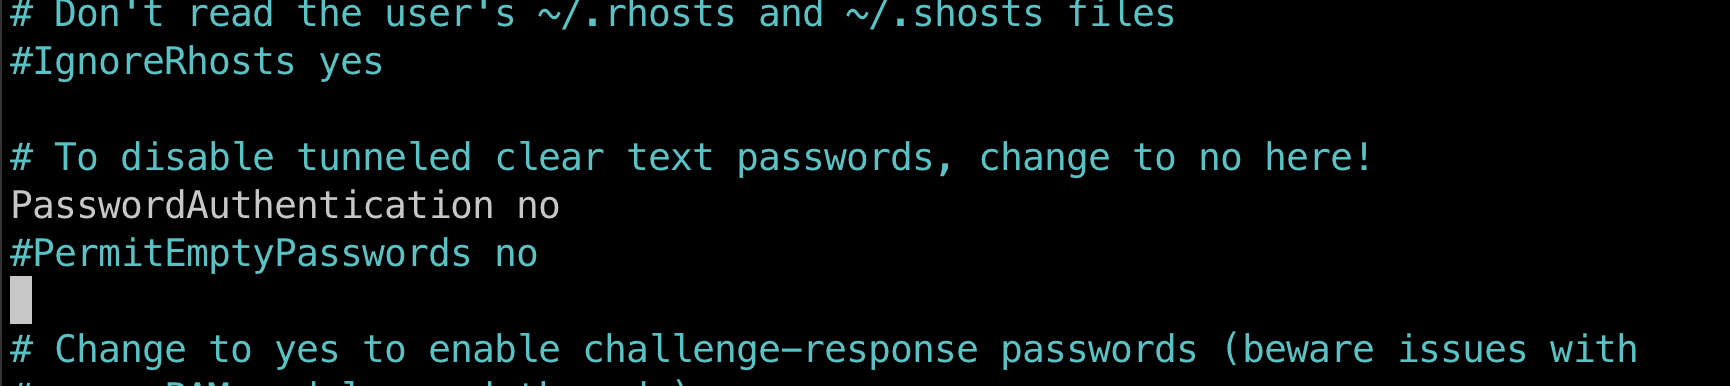 # Don't read the user's ~/.rhosts and ~/.shosts files
#IgnoreRhosts yes
# To disable tunneled clear text passwords, change to no here!
PasswordAuthentication no
#PermitEmptyPasswords no
# Change to yes to enable challenge-response passwords (beware issues with